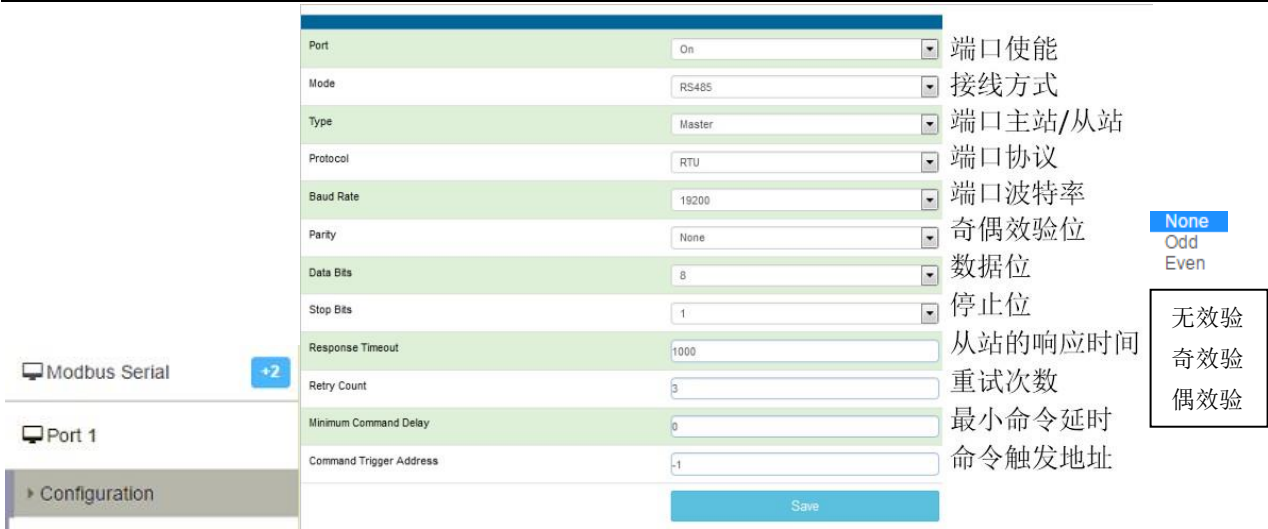 Port On 端口使能
Mode RS485 接线方式
Type Master 端口主站/从站
Protocol RTU 端口协议
Baud Rate 19200 端口波特率
Parity None 奇偶效验位
Data Bits 8 数据位
Stop Bits 1 停止位
Response Timeout 1000 从站的响应时间
Retry Count 3 重试次数
Minimum Command Delay 0 最小命令延时
Command Trigger Address -1 命令触发地址
Save
None
Odd
Even
无效验
奇效验
偶效验
Modbus Serial +2
Port 1
Configuration